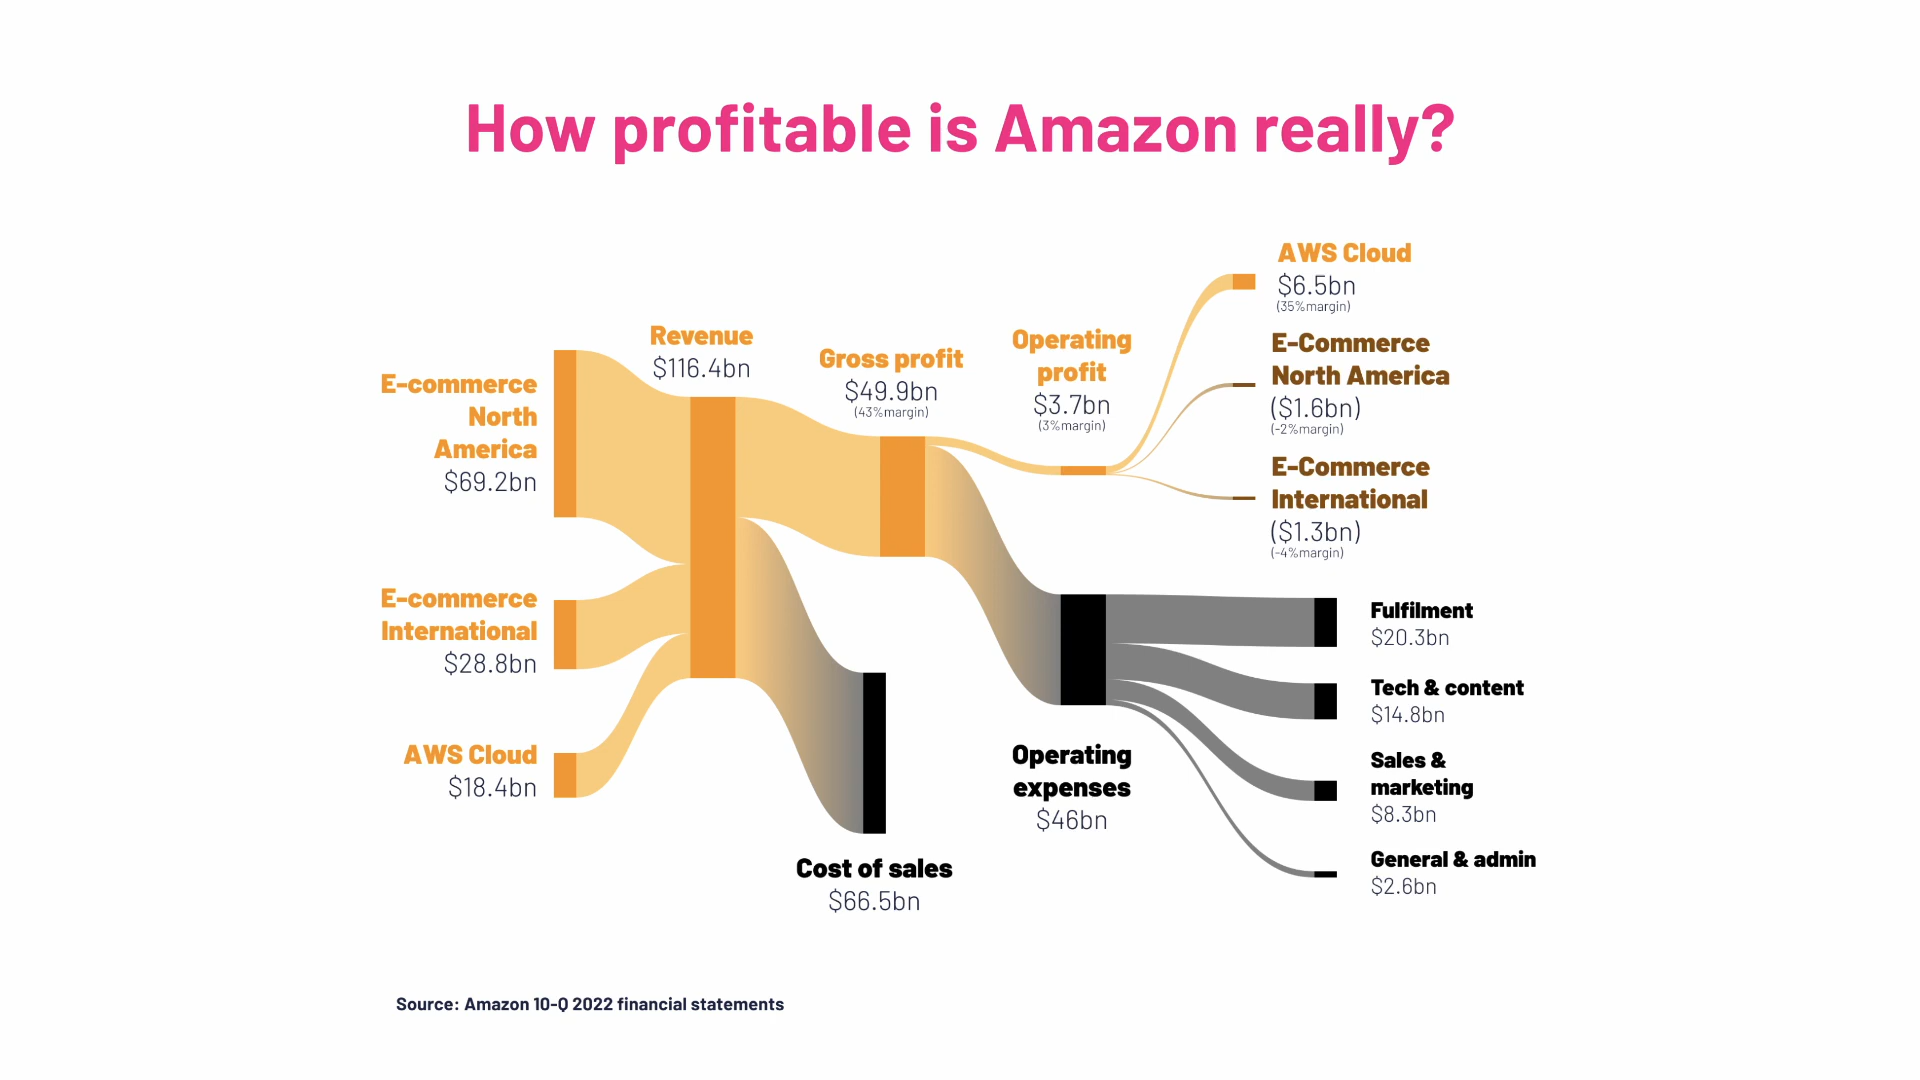 How profitable is Amazon really?
E-commerce
North
America
$69.2bn
E-commerce
International
$28.8bn
AWS Cloud
$18.4bn
Revenue
$116.4bn
Gross profit
$49.9bn
(43%margin)
Cost of sales
$66.5bn
Operating
profit
$3.7bn
(3%margin)
Operating
expenses
$46bn
AWS Cloud
$6.5bn
(35%margin)
E-Commerce
North America
($1.6bn)
(-2%margin)
E-Commerce
International
($1.3bn)
(-4%margin)
Fulfilment
$20.3bn
Tech & content
$14.8bn
Sales &
marketing
$8.3bn
General & admin
$2.6bn
Source: Amazon 10-Q 2022 financial statements